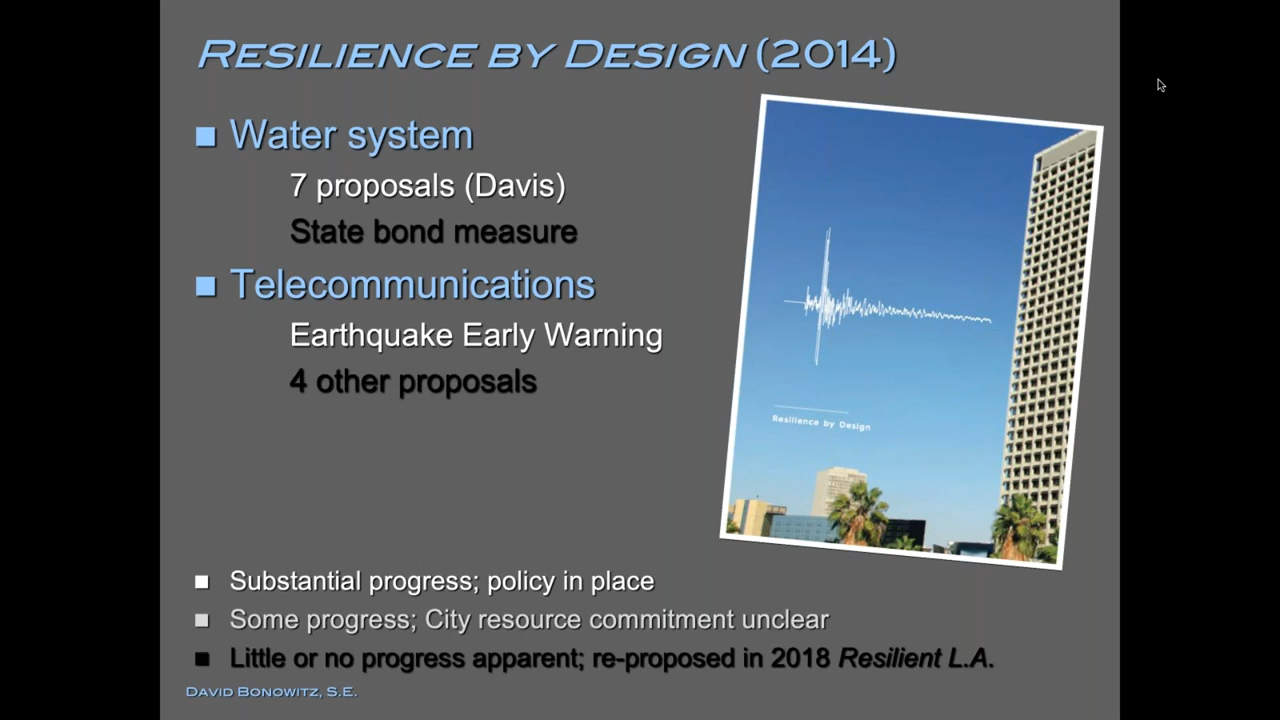 RESILIENCE BY DESIGN (2014)
Water system
7 proposals (Davis)
State bond measure
Telecommunications
Earthquake Early Warning
4 other proposals
Resilience by Design
Substantial progress; policy in place
Some progress; City resource commitment unclear
Little or no progress apparent; re-proposed in 2018 Resilient L.A.
DAVID BONOWITZ, S.E.